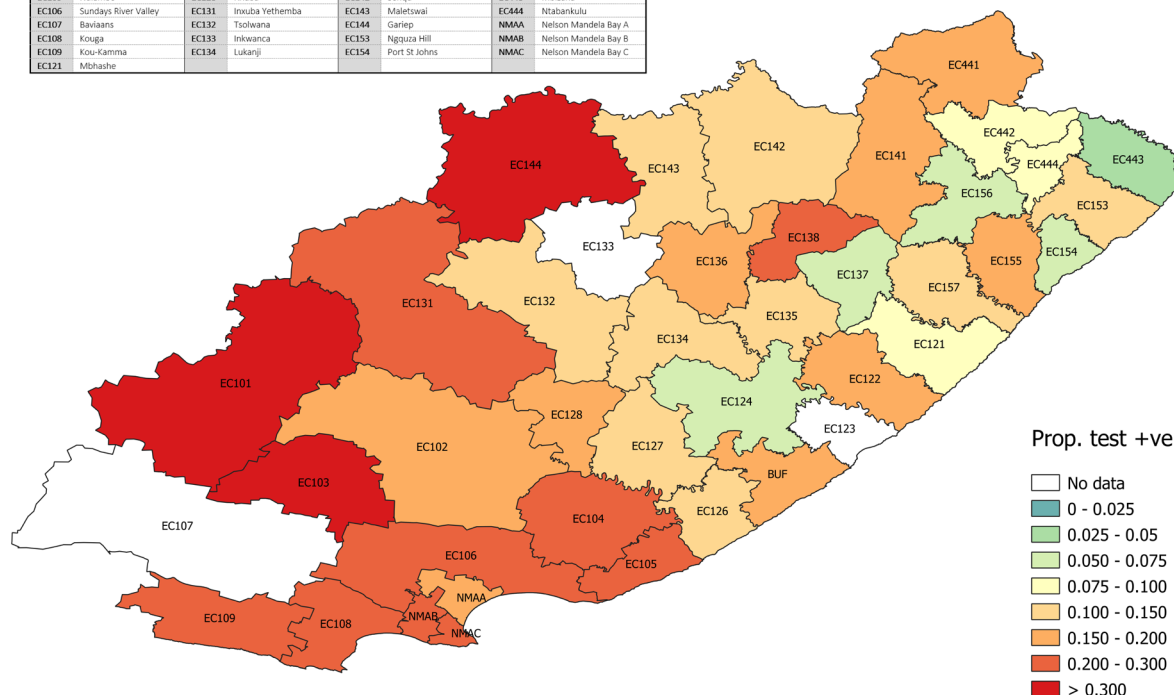 EC106 Sundays River Valley EC131 Inxuba Yethemba EC143 Maletswai EC444 Ntabankulu
EC107 Baviaans EC132 Tsolwana EC144 Gariep NMAA Nelson Mandela Bay A
EC108 Kouga EC133 Inkwanca EC153 Ngquza Hill NMAB Nelson Mandela Bay B
EC109 Kou-Kamma EC134 Lukanji EC154 Port St Johns NMAC Nelson Mandela Bay C
EC121 Mbhashe
EC441
EC442
EC142
EC141
EC444
EC443
EC144
EC143
EC156
EC153
EC138
EC133
EC154
EC136
EC155
EC137
EC157
EC131
EC132
EC135
EC134
EC121
EC122
EC101
EC124
EC128
EC123
EC102
EC127
BUF
EC103
EC126
EC104
EC107
EC106
EC105
NMAA
EC109
EC108
NMAB
NMAC
Prop. test +ve
No data
0 - 0.025
0.025 - 0.05
0.050 - 0.075
0.075 - 0.100
0.100 - 0.150
0.150 - 0.200
0.200 - 0.300
> 0.300